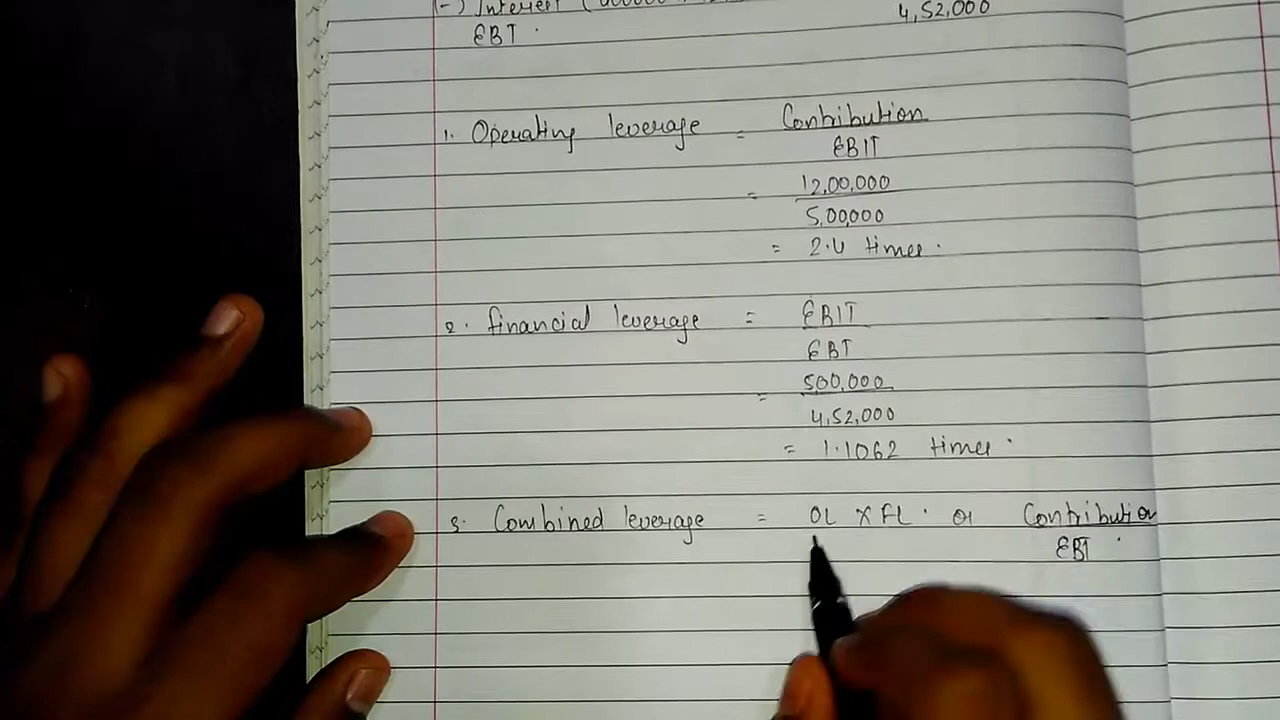 (-) Interest
4,52,000
EBT.
1. Operating leverage = Contribution
EBIT
= 12,00,000
5,00,000
= 2.4 times.
2. financial leverage = EBIT
EBT
= 500,000
4,52,000
= 1.1062 times.
3. Combined leverage = OL X FL. or Contribution
EBT.